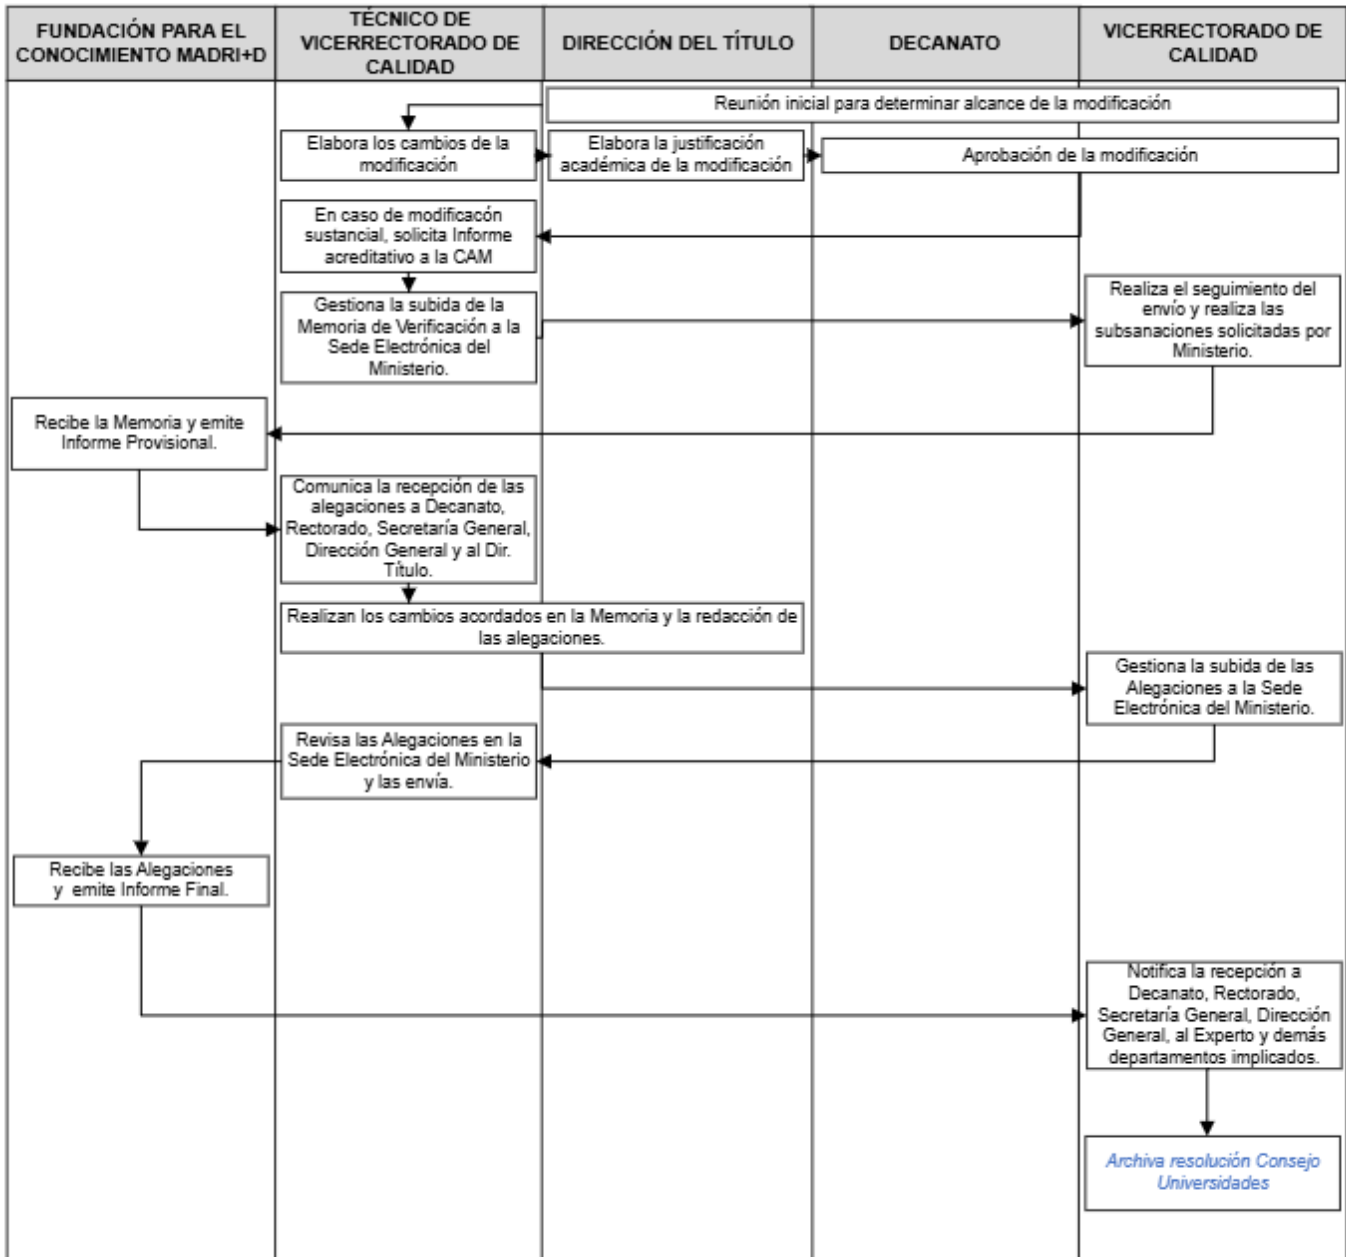 FUNDACIÓN PARA EL
CONOCIMIENTO MADRI+D
TÉCNICO DE
VICERRECTORADO DE
CALIDAD
DIRECCIÓN DEL TÍTULO
DECANATO
VICERRECTORADO DE
CALIDAD
Reunión inicial para determinar alcance de la modificación
Elabora los cambios de la
modificación
Elabora la justificación
académica de la modificación
Aprobación de la modificación
En caso de modificacón
sustancial, solicita Informe
acreditativo a la CAM
Gestiona la subida de la
Memoria de Verificación a la
Sede Electrónica del
Ministerio.
Realiza el seguimiento del
envío y realiza las
subsanaciones solicitadas por
Ministerio.
Recibe la Memoria y emite
Informe Provisional.
Comunica la recepción de las
alegaciones a Decanato,
Rectorado, Secretaría General,
Dirección General y al Dir.
Título.
Realizan los cambios acordados en la Memoria y la redacción de
las alegaciones.
Gestiona la subida de las
Alegaciones a la Sede
Electrónica del Ministerio.
Revisa las Alegaciones en la
Sede Electrónica del Ministerio
y las envía.
Recibe las Alegaciones
y emite Informe Final.
Notifica la recepción a
Decanato, Rectorado,
Secretaría General, Dirección
General, al Experto y demás
departamentos implicados.
Archiva resolución Consejo
Universidades